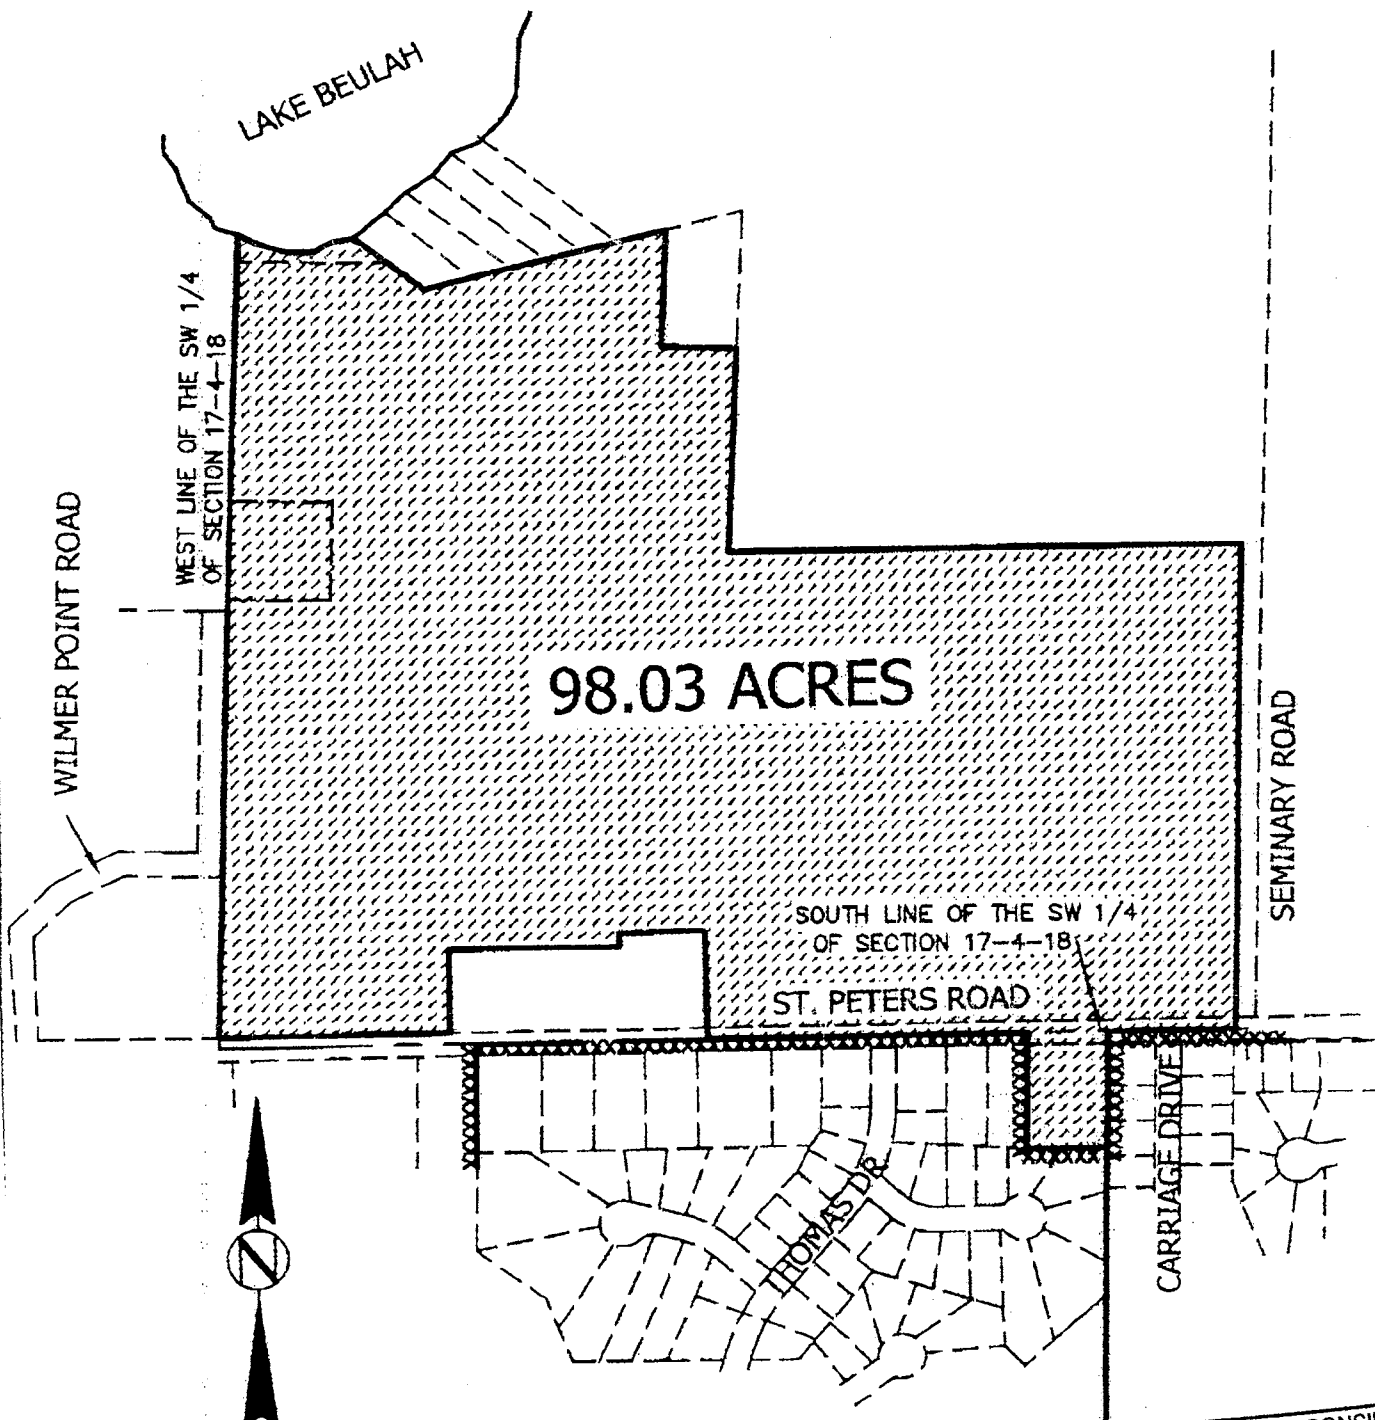 LAKE BEULAH
WEST LINE OF THE SW 1/4
OF SECTION 17-4-18
WILMER POINT ROAD
98.03 ACRES
SEMINARY ROAD
SOUTH LINE OF THE SW 1/4
OF SECTION 17-4-18
ST. PETERS ROAD
CARRIAGE DRIVE
THOMAS DR
N